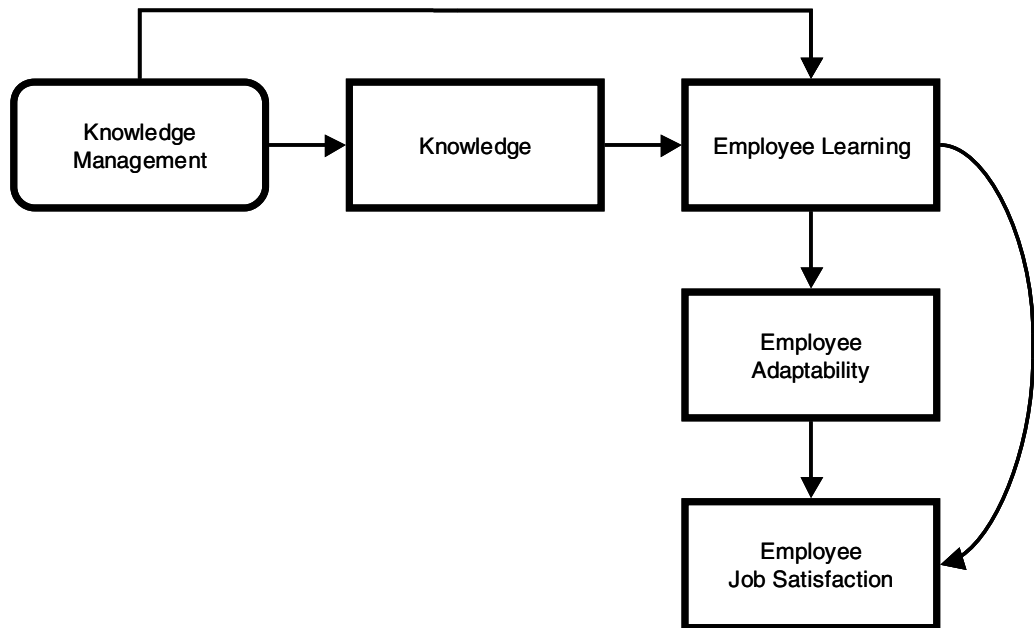 Knowledge
Management
Knowledge
Employee Learning
Employee
Adaptability
Employee
Job Satisfaction